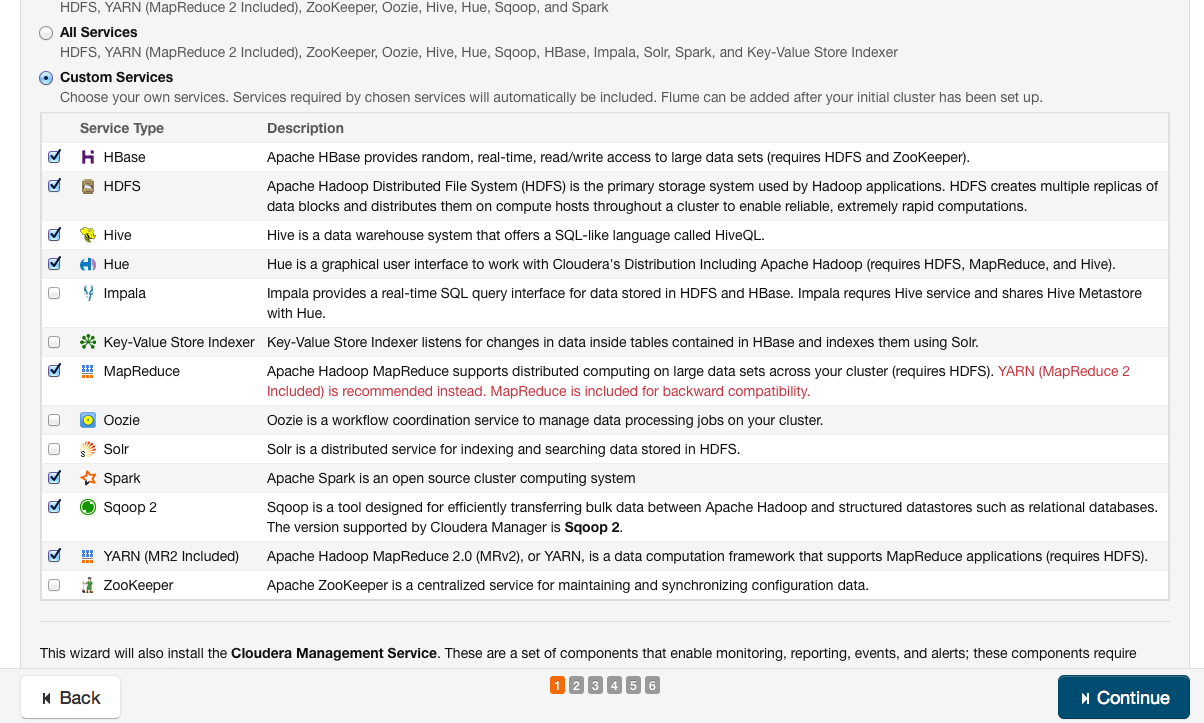 HDFS, YARN (MapReduce 2 Included), ZooKeeper, Oozie, Hive, Hue, Sqoop, and Spark
All Services
HDFS, YARN (MapReduce 2 Included), ZooKeeper, Oozie, Hive, Hue, Sqoop, HBase, Impala, Solr, Spark, and Key-Value Store Indexer
Custom Services
Choose your own services. Services required by chosen services will automatically be included. Flume can be added after your initial cluster has been set up.
Service Type Description
HBase Apache HBase provides random, real-time, read/write access to large data sets (requires HDFS and ZooKeeper).
HDFS Apache Hadoop Distributed File System (HDFS) is the primary storage system used by Hadoop applications. HDFS creates multiple replicas of
data blocks and distributes them on compute hosts throughout a cluster to enable reliable, extremely rapid computations.
Hive Hive is a data warehouse system that offers a SQL-like language called HiveQL.
Hue Hue is a graphical user interface to work with Cloudera's Distribution Including Apache Hadoop (requires HDFS, MapReduce, and Hive).
Impala Impala provides a real-time SQL query interface for data stored in HDFS and HBase. Impala requres Hive service and shares Hive Metastore
with Hue.
Key-Value Store Indexer Key-Value Store Indexer listens for changes in data inside tables contained in HBase and indexes them using Solr.
MapReduce Apache Hadoop MapReduce supports distributed computing on large data sets across your cluster (requires HDFS). YARN (MapReduce 2
Included) is recommended instead. MapReduce is included for backward compatibility.
Oozie Oozie is a workflow coordination service to manage data processing jobs on your cluster.
Solr Solr is a distributed service for indexing and searching data stored in HDFS.
Spark Apache Spark is an open source cluster computing system
Sqoop 2 Sqoop is a tool designed for efficiently transferring bulk data between Apache Hadoop and structured datastores such as relational databases.
The version supported by Cloudera Manager is Sqoop 2.
YARN (MR2 Included) Apache Hadoop MapReduce 2.0 (MRv2), or YARN, is a data computation framework that supports MapReduce applications (requires HDFS).
ZooKeeper Apache ZooKeeper is a centralized service for maintaining and synchronizing configuration data.
This wizard will also install the Cloudera Management Service. These are a set of components that enable monitoring, reporting, events, and alerts; these components require
Back 1 2 3 4 5 6 Continue